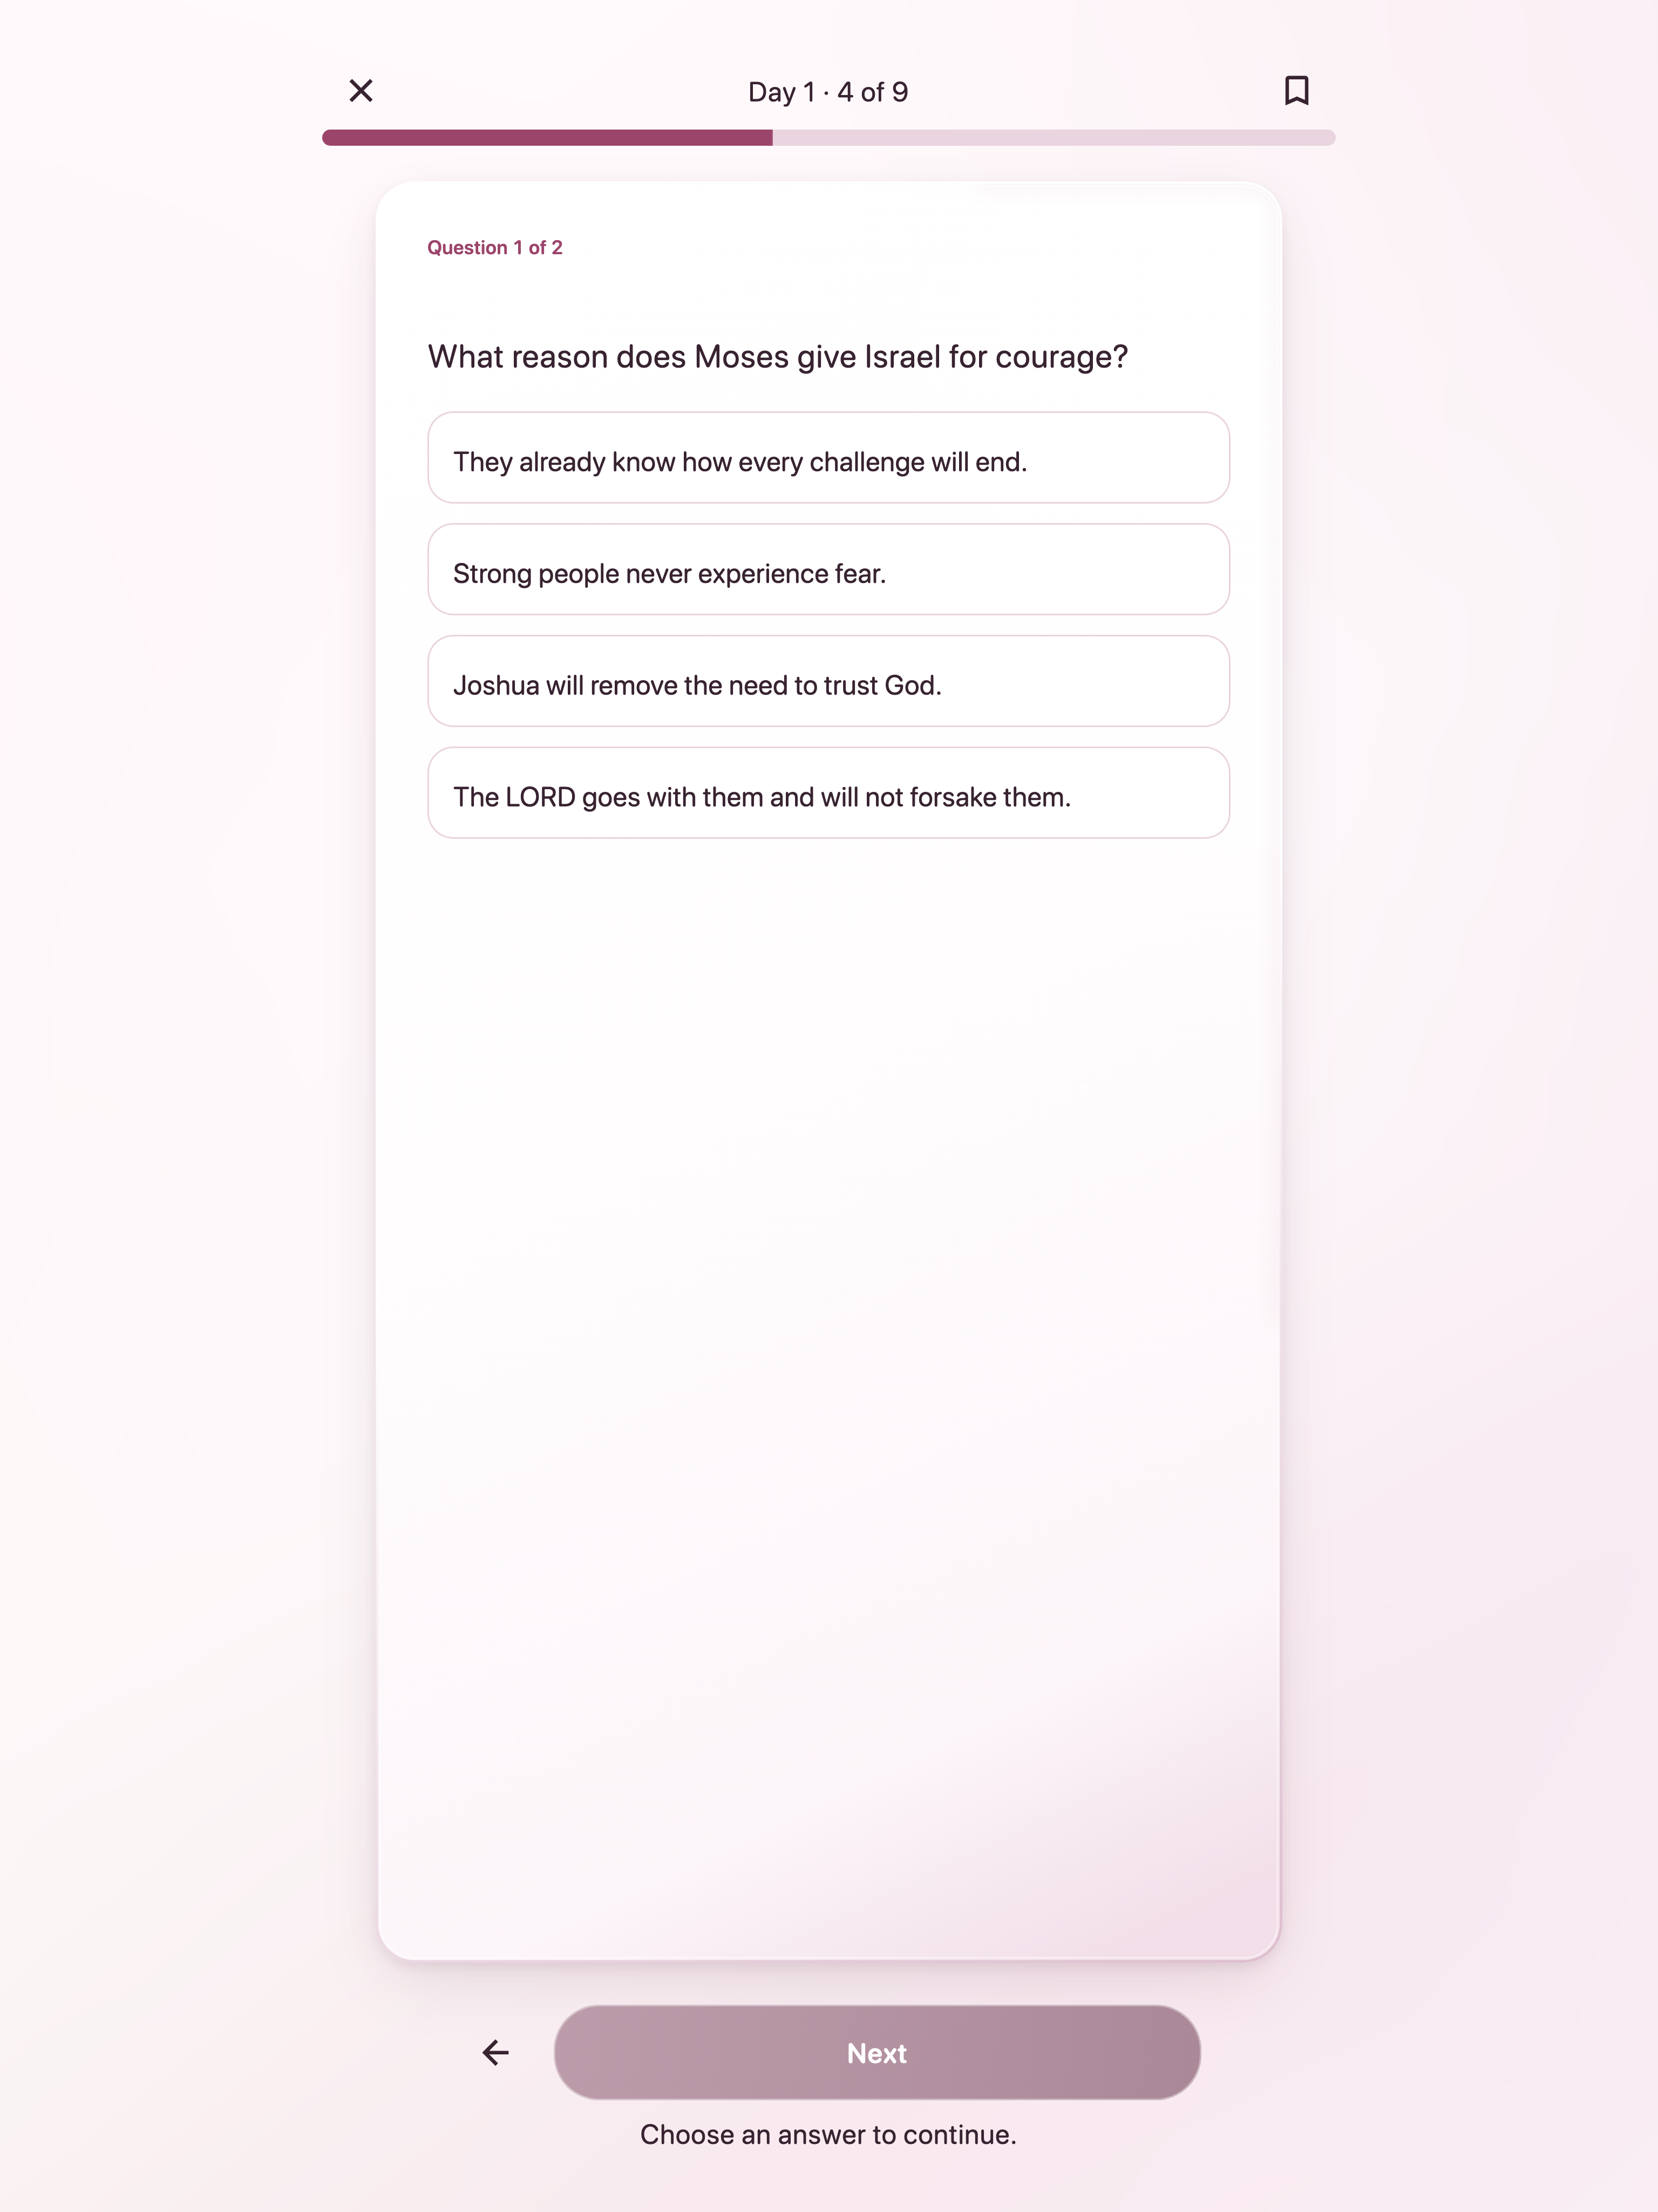 Day 1 · 4 of 9
Question 1 of 2
What reason does Moses give Israel for courage?
They already know how every challenge will end.
Strong people never experience fear.
Joshua will remove the need to trust God.
The LORD goes with them and will not forsake them.
Next
Choose an answer to continue.